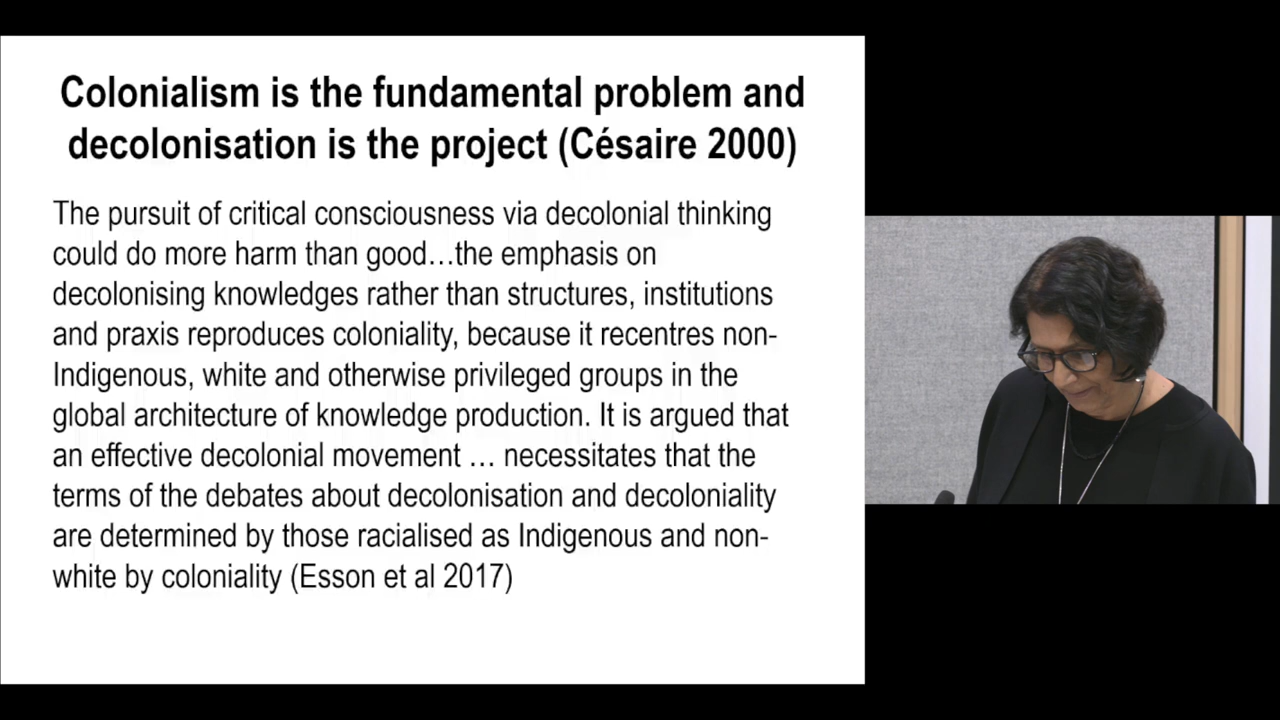 Colonialism is the fundamental problem and
decolonisation is the project (Césaire 2000)
The pursuit of critical consciousness via decolonial thinking
could do more harm than good…the emphasis on
decolonising knowledges rather than structures, institutions
and praxis reproduces coloniality, because it recentres non-
Indigenous, white and otherwise privileged groups in the
global architecture of knowledge production. It is argued that
an effective decolonial movement … necessitates that the
terms of the debates about decolonisation and decoloniality
are determined by those racialised as Indigenous and non-
white by coloniality (Esson et al 2017)